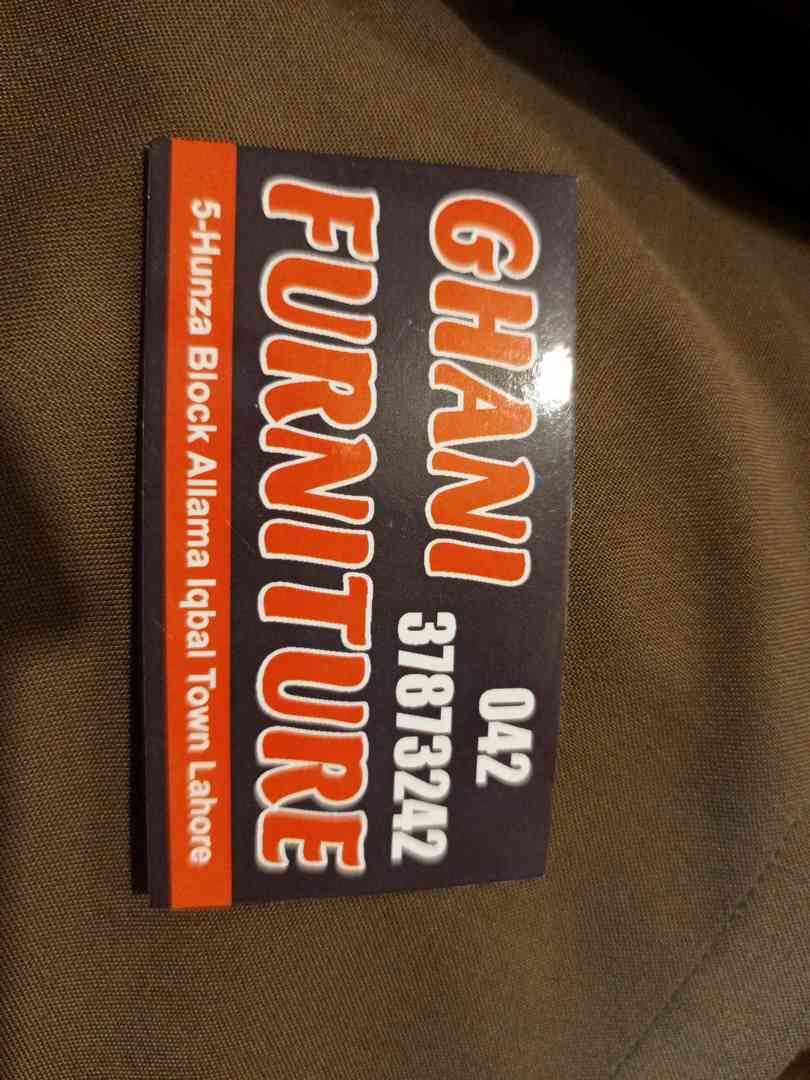 GHANI
042
37873242
FURNITURE
5-Hunza Block Allama Iqbal Town Lahore